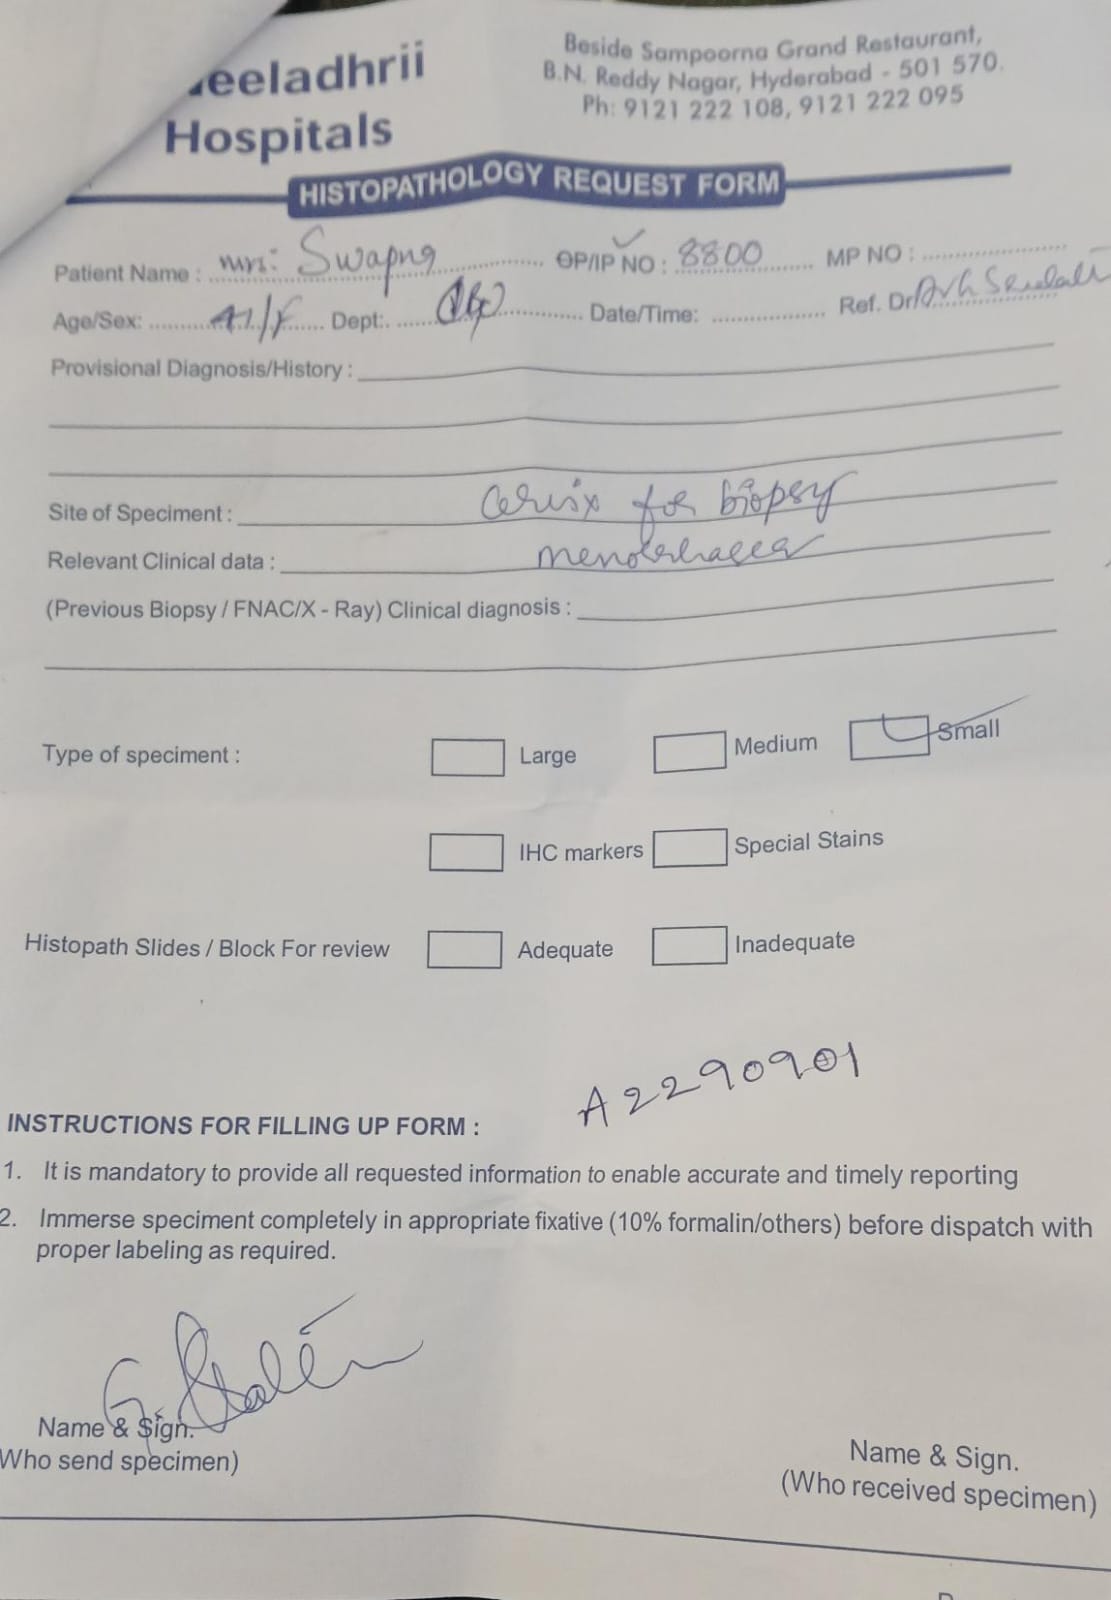 eeladhrii
Hospitals
Beside Sampoorna Grand Restaurant,
B.N. Reddy Nagar, Hyderabad - 501 570.
Ph: 9121 222 108, 9121 222 095
HISTOPATHOLOGY REQUEST FORM
Patient Name : Mrs: Swapna OP/IP NO : 8800 MP NO :
Age/Sex: 41/F Dept: Date/Time: Ref. Dr
Provisional Diagnosis/History :
Site of Speciment : Cervix for biopsy
Relevant Clinical data :
(Previous Biopsy / FNAC/X - Ray) Clinical diagnosis :
Type of speciment : Large Medium Small
IHC markers Special Stains
Histopath Slides / Block For review Adequate Inadequate
A2290901
INSTRUCTIONS FOR FILLING UP FORM :
1. It is mandatory to provide all requested information to enable accurate and timely reporting
2. Immerse speciment completely in appropriate fixative (10% formalin/others) before dispatch with
proper labeling as required.
Name & Sign.
Who send specimen)
Name & Sign.
(Who received specimen)